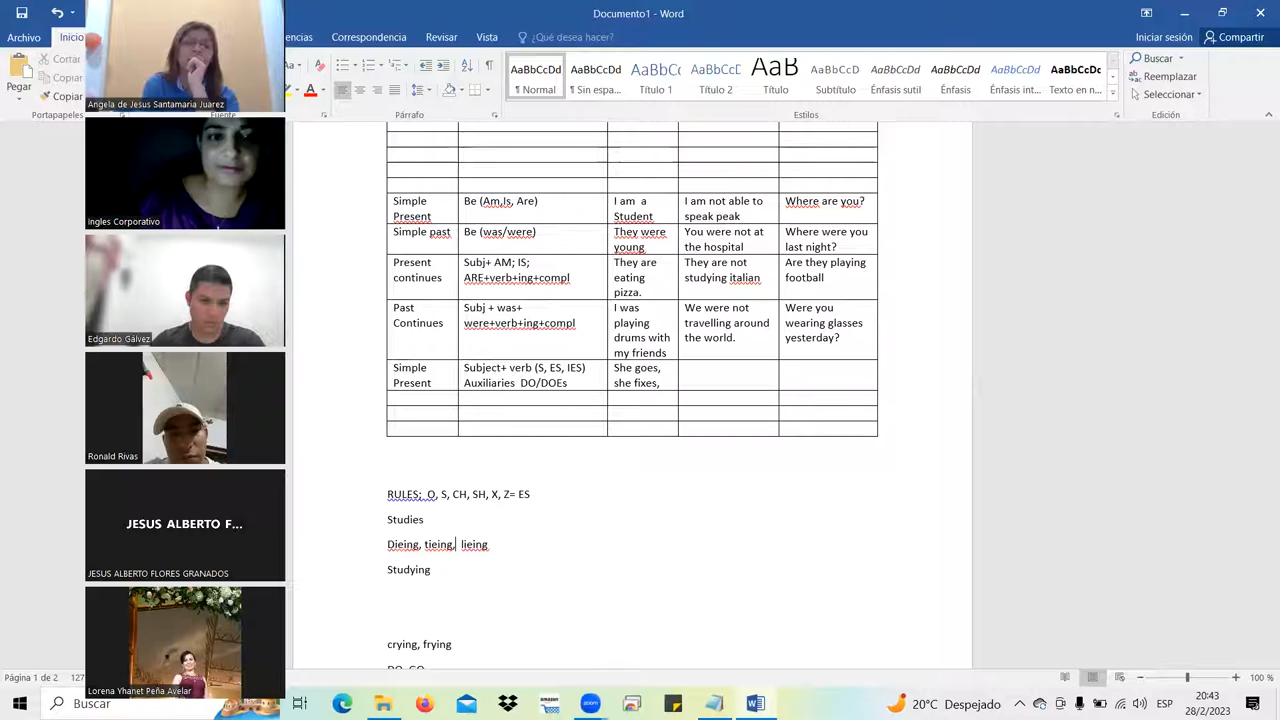 Documento1 - Word
Archivo
Inicio
encias
Correspondencia
Revisar
Vista
¿Qué desea hacer?
Iniciar sesión
Compartir
Pegar
Cortar
Copiar
Portapapeles
Fuente
Párrafo
Estilos
Edición
AaBbCcDd
¶ Normal
AaBbCcDd
¶ Sin espa...
AaBbCc
Título 1
AaBbCcD
Título 2
AaB
Título
AaBbCcD
Subtítulo
AaBbCcDd
Énfasis sutil
AaBbCcDd
Énfasis
AaBbCcDd
Énfasis intens...
AaBbCcDc
Texto en n...
Buscar
Reemplazar
Seleccionar
Angela de Jesus Santamaria Juarez
Ingles Corporativo
Edgardo Gálvez
Ronald Rivas
JESUS ALBERTO F...
JESUS ALBERTO FLORES GRANADOS
Lorena Yhanet Peña Avelar
Simple Present
Be (Am,Is, Are)
I am a Student
I am not able to speak peak
Where are you?
Simple past
Be (was/were)
They were young
You were not at the hospital
Where were you last night?
Present continues
Subj+ AM; IS; ARE+verb+ing+compl
They are eating pizza.
They are not studying italian
Are they playing football
Past Continues
Subj + was+ were+verb+ing+compl
I was playing drums with my friends
We were not travelling around the world.
Were you wearing glasses yesterday?
Simple Present
Subject+ verb (S, ES, IES) Auxiliaries DO/DOEs
She goes, she fixes,
RULES; O, S, CH, SH, X, Z= ES
Studies
Dieing, tieing, lieing
Studying
crying, frying
DO, GO
Página 1 de 2
127
100 %
Buscar
amazon
zoom
20°C Despejado
ESP
20:43
28/2/2023